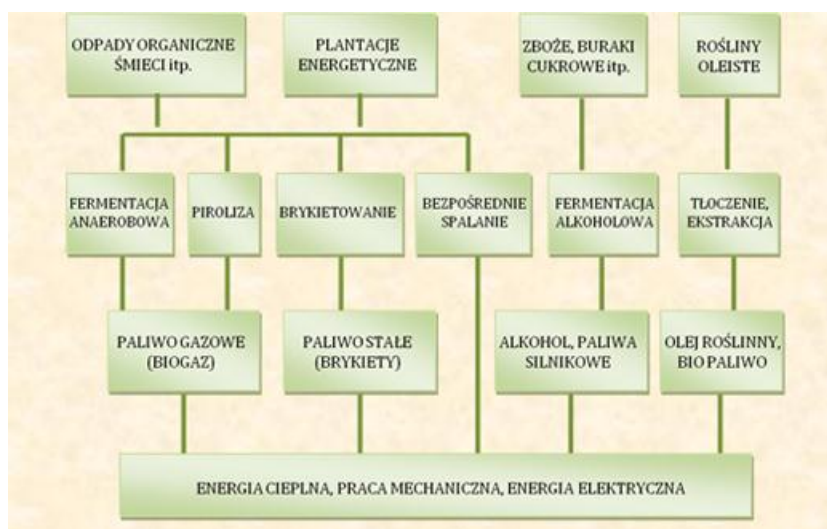 ODPADY ORGANICZNE
ŚMIECI itp.
PLANTACJE
ENERGETYCZNE
ZBOŻE, BURAKI
CUKROWE itp.
ROŚLINY
OLEISTE
FERMENTACJA
ANAEROBOWA
PIROLIZA
BRYKIETOWANIE
BEZPOŚREDNIE
SPALANIE
FERMENTACJA
ALKOHOLOWA
TŁOCZENIE,
EKSTRAKCJA
PALIWO GAZOWE
(BIOGAZ)
PALIWO STAŁE
(BRYKIETY)
ALKOHOL, PALIWA
SILNIKOWE
OLEJ ROŚLINNY,
BIO PALIWO
ENERGIA CIEPLNA, PRACA MECHANICZNA, ENERGIA ELEKTRYCZNA